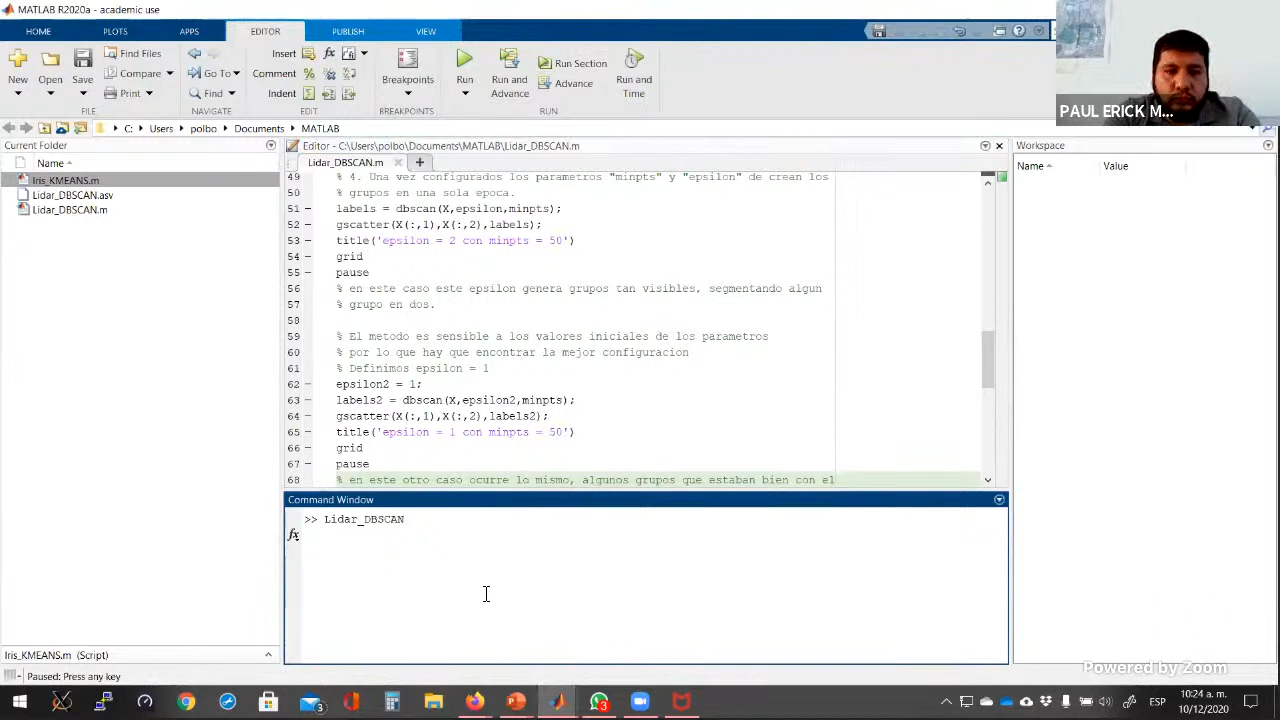 MATLAB R2020a - academic use
HOME PLOTS APPS EDITOR PUBLISH VIEW
New Open Save Find Files Compare Print
Go To Find
Insert Comment Indent
Breakpoints
Run Run and Advance Run Section Advance Run and Time
FILE NAVIGATE EDIT BREAKPOINTS RUN
PAUL ERICK M...
C: Users polbo Documents MATLAB
Current Folder
Name
Iris_KMEANS.m
Lidar_DBSCAN.asv
Lidar_DBSCAN.m
Iris_KMEANS.m (Script)
Editor - C:\Users\polbo\Documents\MATLAB\Lidar_DBSCAN.m
Lidar_DBSCAN.m
49 Una vez configurados los parametros "minpts" y "epsilon" de crean los
50 % grupos en una sola epoca.
51 – labels = dbscan(X,epsilon,minpts);
52 – gscatter(X(:,1),X(:,2),labels);
53 – title('epsilon = 2 con minpts = 50')
54 – grid
55 – pause
56 % en este caso este epsilon genera grupos tan visibles, segmentando algun
57 % grupo en dos.
58
59 % El metodo es sensible a los valores iniciales de los parametros
60 % por lo que hay que encontrar la mejor configuracion
61 % Definimos epsilon = 1
62 – epsilon2 = 1;
63 – labels2 = dbscan(X,epsilon2,minpts);
64 – gscatter(X(:,1),X(:,2),labels2);
65 – title('epsilon = 1 con minpts = 50')
66 – grid
67 – pause
68 % en este otro caso ocurre lo mismo, algunos grupos que estaban bien con el
Command Window
>> Lidar_DBSCAN
fx
Workspace
Name Value
Powered by Zoom
Paused: Press any key
3
3
ESP
10:24 a. m.
10/12/2020